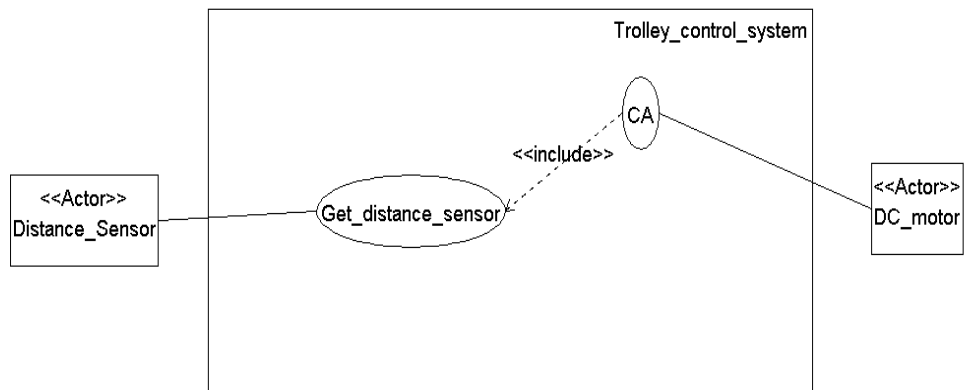 Trolley_control_system
CA
<<include>>
<<Actor>>
Distance_Sensor
Get_distance_sensor
<<Actor>>
DC_motor